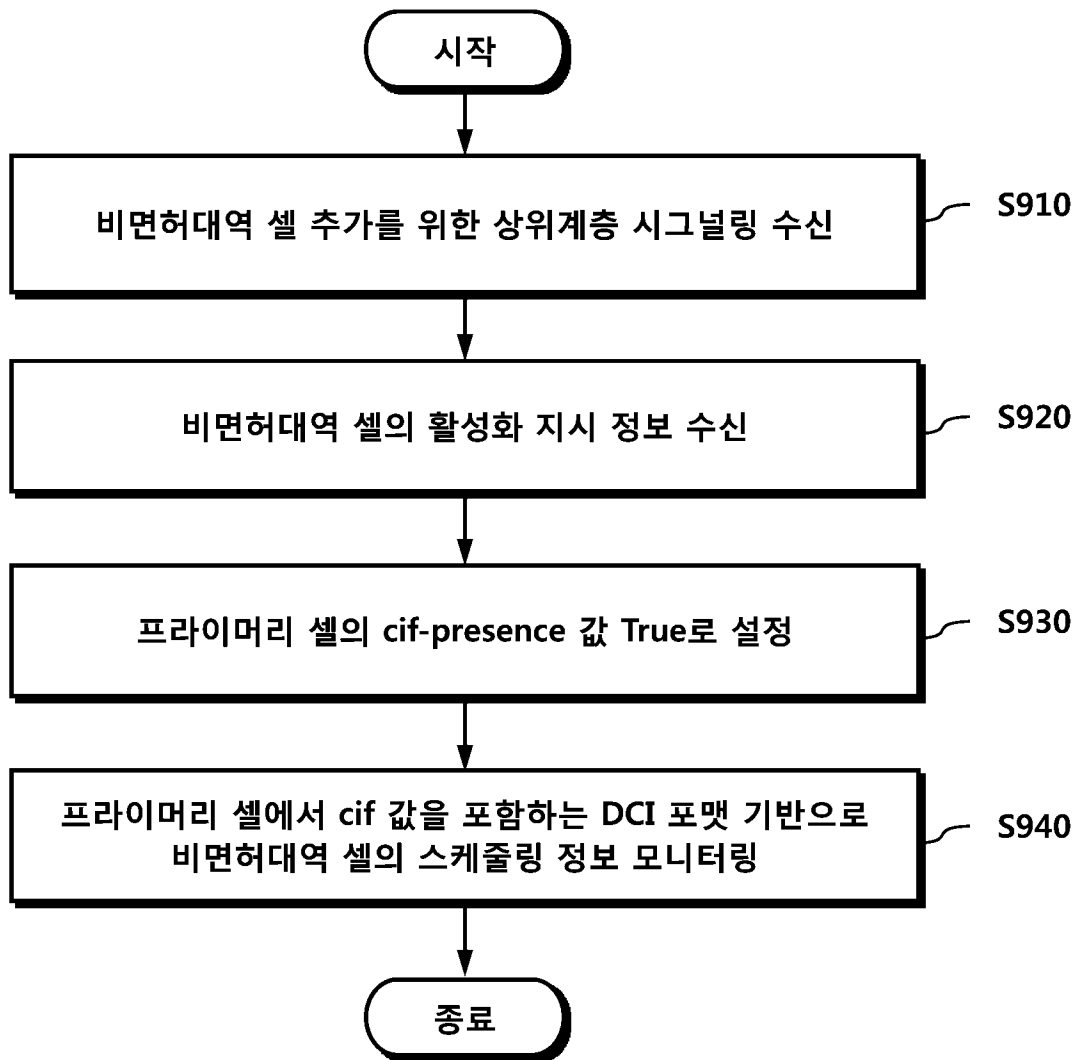 시작
비면허대역 셀 추가를 위한 상위계층 시그널링 수신
S910
비면허대역 셀의 활성화 지시 정보 수신
S920
프라이머리 셀의 cif-presence 값 True로 설정
S930
프라이머리 셀에서 cif 값을 포함하는 DCI 포맷 기반으로
비면허대역 셀의 스케줄링 정보 모니터링
S940
종료